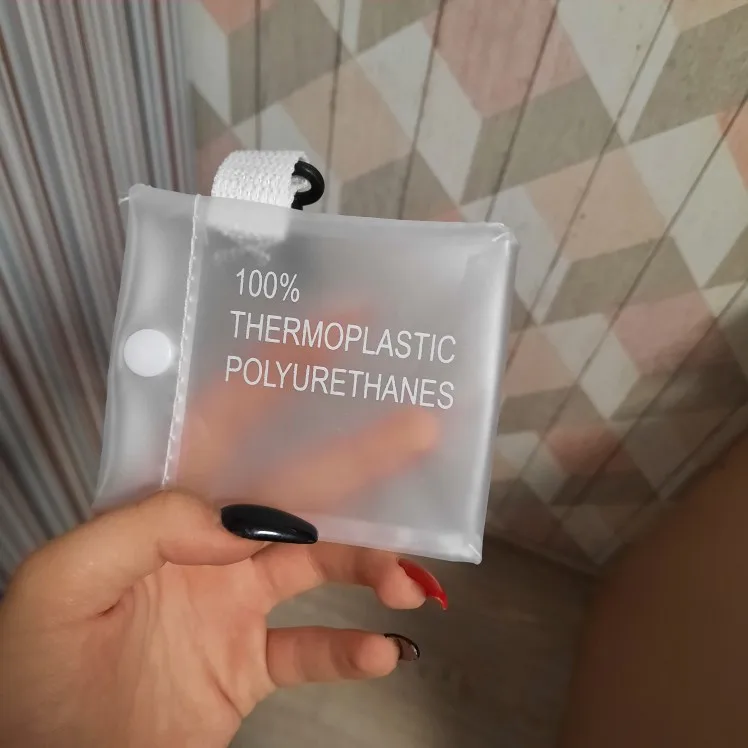 100%
THERMOPLASTIC
POLYURETHANES